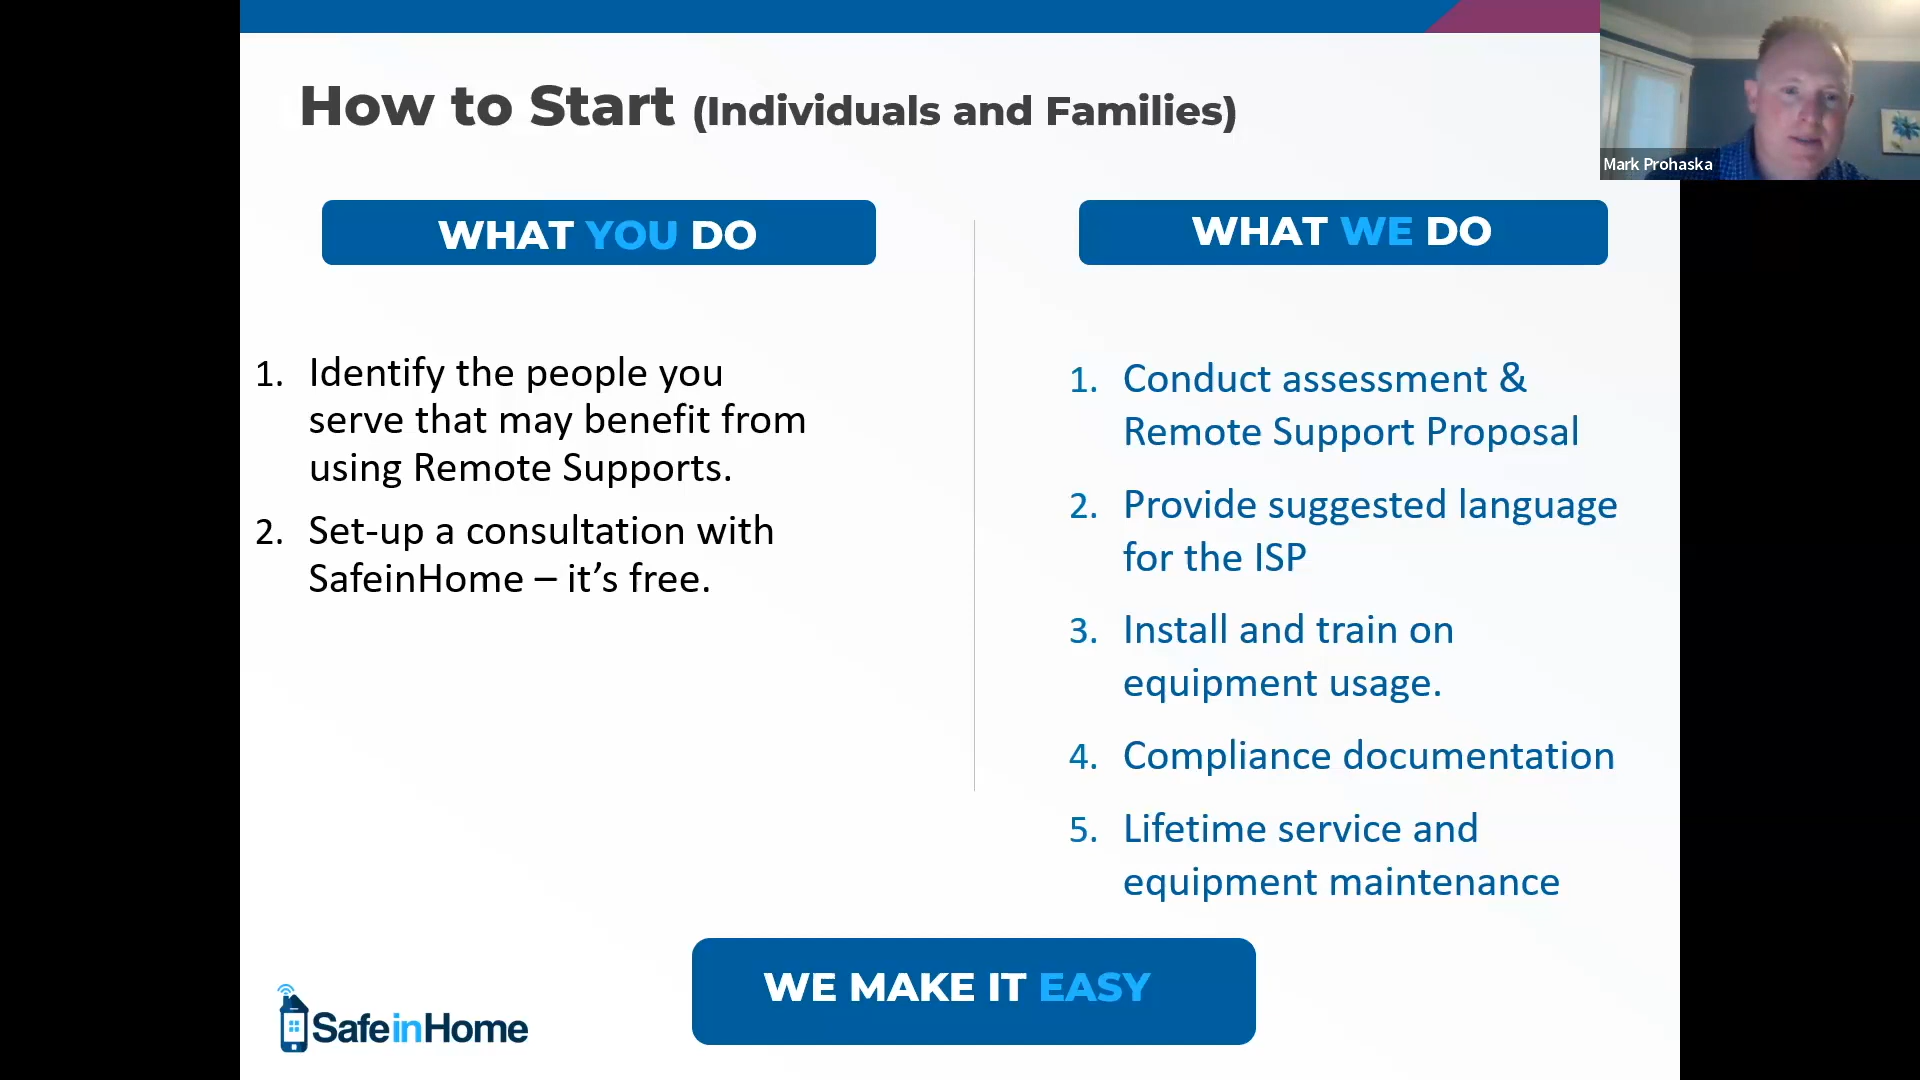 How to Start (Individuals and Families)
Mark Prohaska
WHAT YOU DO
1. Identify the people you
serve that may benefit from
using Remote Supports.
2. Set-up a consultation with
SafeinHome – it’s free.
WHAT WE DO
1. Conduct assessment &
Remote Support Proposal
2. Provide suggested language
for the ISP
3. Install and train on
equipment usage.
4. Compliance documentation
5. Lifetime service and
equipment maintenance
WE MAKE IT EASY
SafeinHome